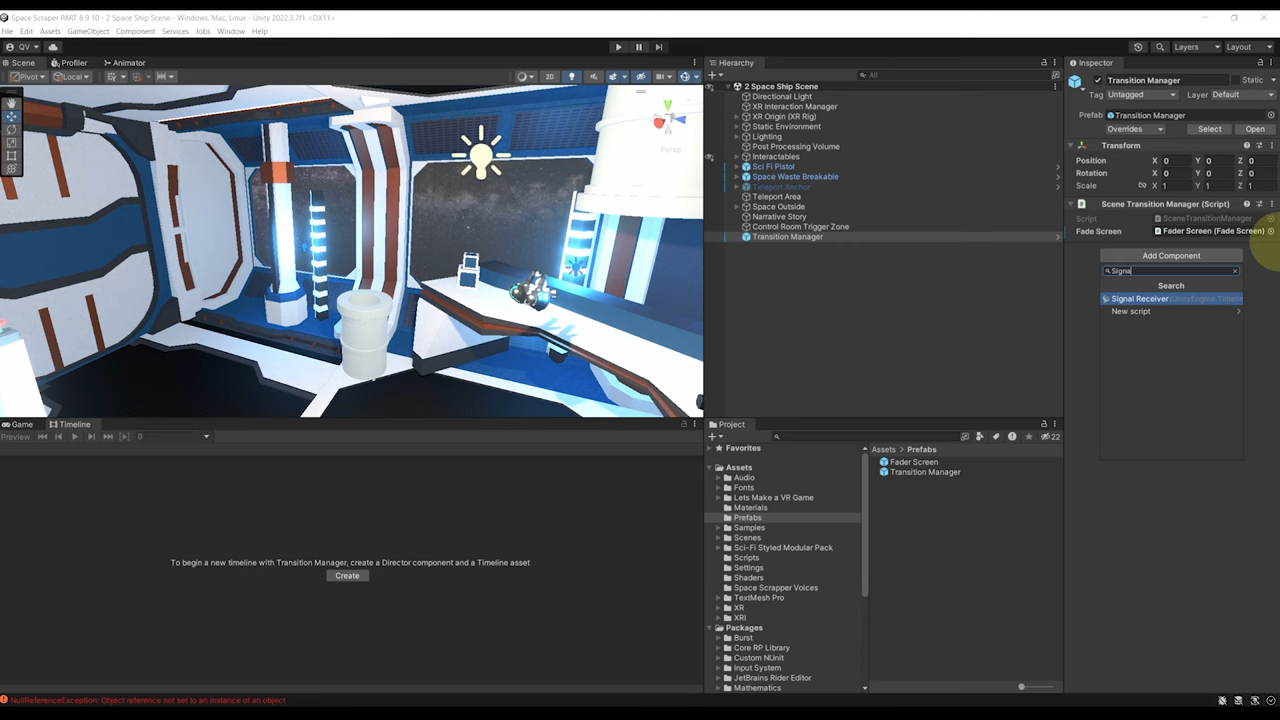 Space Scraper PART 8 9 10 - 2 Space Ship Scene - Windows, Mac, Linux - Unity 2022.3.7f1 <DX11>
File Edit Assets GameObject Component Services Jobs Window Help
QV Layers Layout
Scene Profiler Animator
Pivot Local 2D
Persp
Hierarchy
All
2 Space Ship Scene
Directional Light
XR Interaction Manager
XR Origin (XR Rig)
Static Environment
Lighting
Post Processing Volume
Interactables
Sci Fi Pistol
Space Waste Breakable
Teleport Anchor
Teleport Area
Space Outside
Narrative Story
Control Room Trigger Zone
Transition Manager
Inspector
Transition Manager Static
Tag Untagged Layer Default
Prefab Transition Manager
Overrides Select Open
Transform
Position X 0 Y 0 Z 0
Rotation X 0 Y 0 Z 0
Scale X 1 Y 1 Z 1
Scene Transition Manager (Script)
Script SceneTransitionManager
Fade Screen Fader Screen (Fade Screen)
Add Component
Signa
Search
Signal Receiver (UnityEngine.Timeli
New script
Game Timeline
Preview 0
To begin a new timeline with Transition Manager, create a Director component and a Timeline asset
Create
Project
22
Favorites
Assets
Audio
Fonts
Lets Make a VR Game
Materials
Prefabs
Samples
Scenes
Sci-Fi Styled Modular Pack
Scripts
Settings
Shaders
Space Scrapper Voices
TextMesh Pro
XR
XRI
Packages
Burst
Core RP Library
Custom NUnit
Input System
JetBrains Rider Editor
Mathematics
Assets > Prefabs
Fader Screen
Transition Manager
NullReferenceException: Object reference not set to an instance of an object